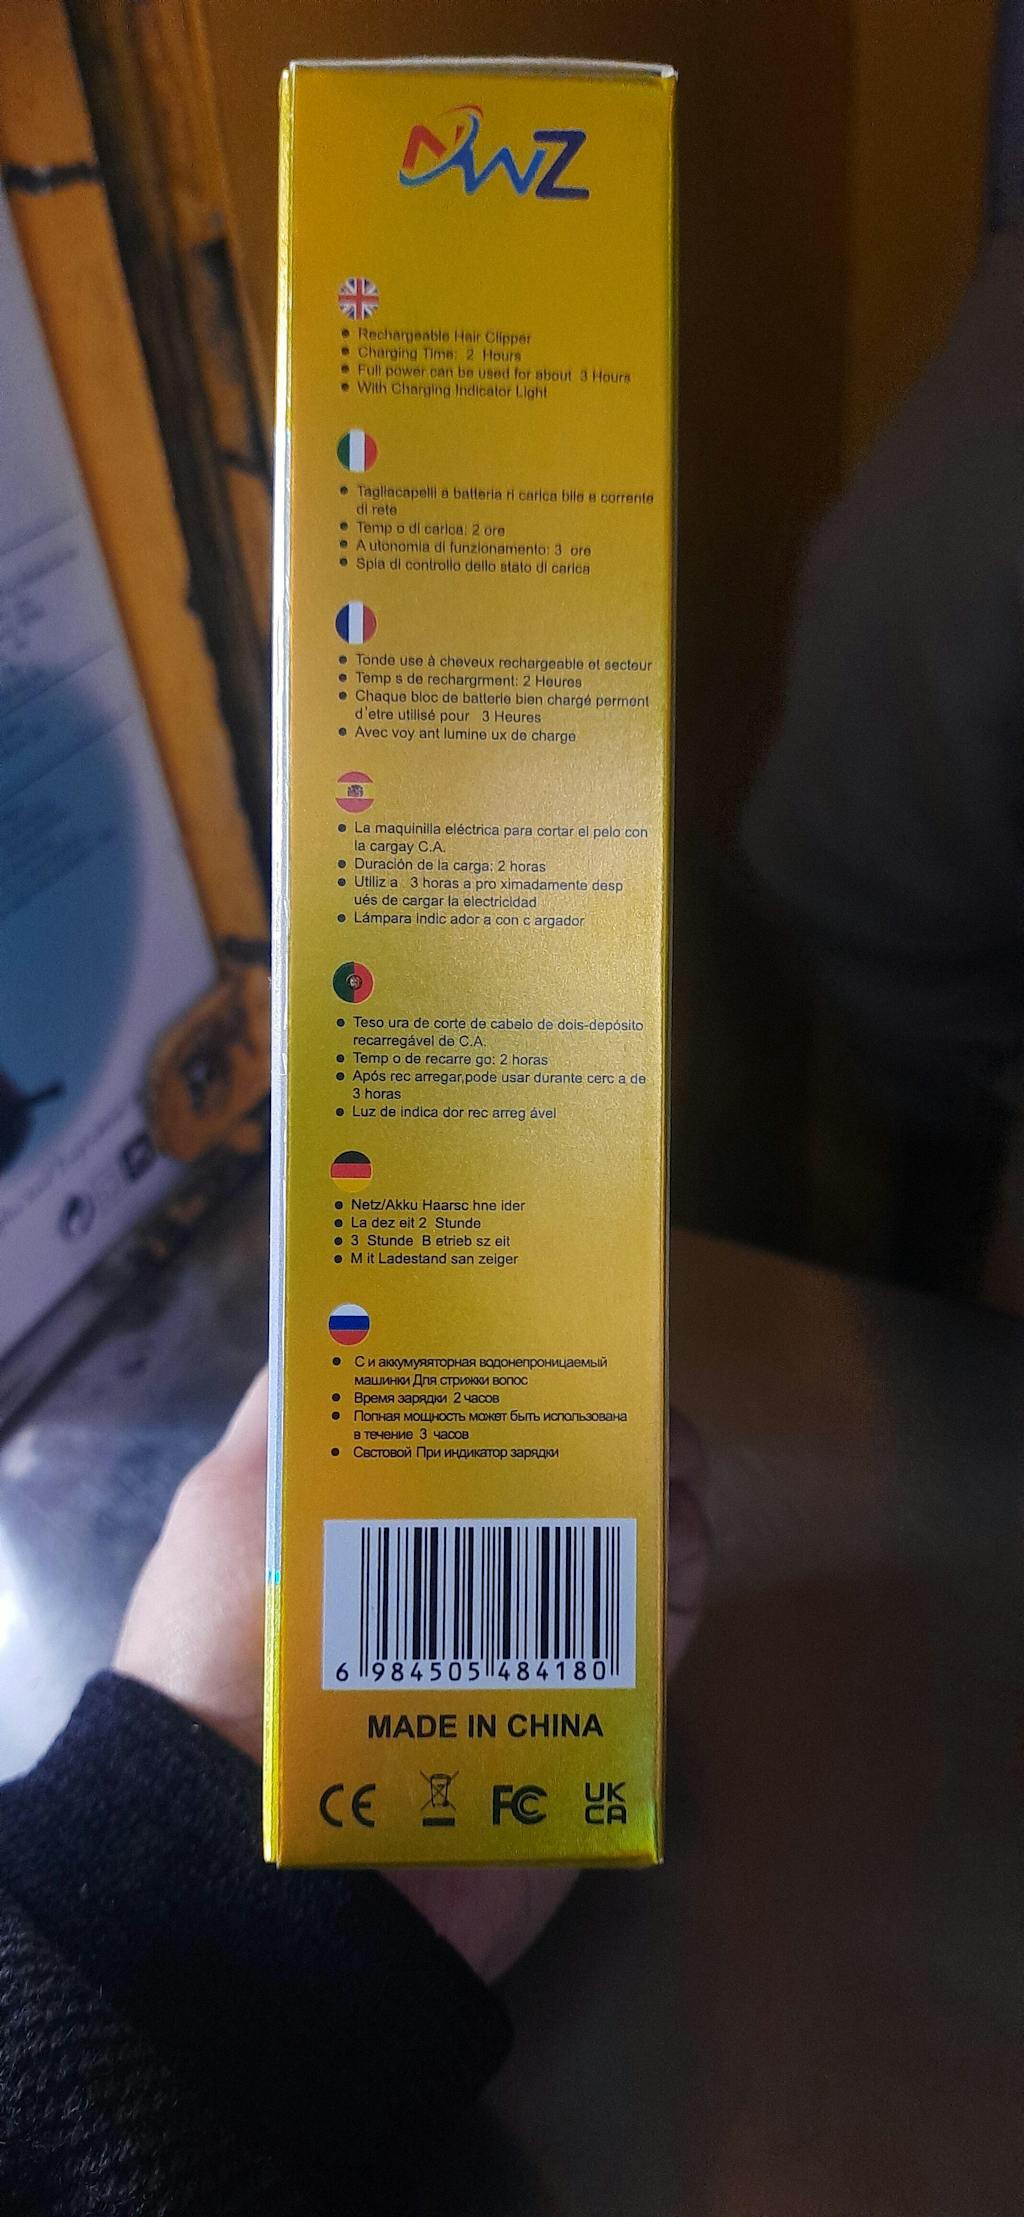 NWZ
Rechargeable Hair Clipper
Charging Time: 2 Hours
Full power can be used for about 3 Hours
With Charging Indicator Light
Tagliacapelli a batteria ri carica bile e corrente
di rete
Temp o di carica: 2 ore
A utonomia di funzionamento: 3 ore
Spia di controllo dello stato di carica
Tonde use à cheveux rechargeable et secteur
Temp s de rechargrment: 2 Heures
Chaque bloc de batterie bien chargé perment
d'etre utilisé pour 3 Heures
Avec voy ant lumine ux de charge
La maquinilla eléctrica para cortar el pelo con
la cargay C.A.
Duración de la carga: 2 horas
Utiliz a 3 horas a pro ximadamente desp
ués de cargar la electricidad
Lámpara indic ador a con c argador
Teso ura de corte de cabelo de dois-depósito
recarregável de C.A.
Temp o de recarre go: 2 horas
Após rec arregar,pode usar durante cerc a de
3 horas
Luz de indica dor rec arreg ável
Netz/Akku Haarsc hne ider
La dez eit 2 Stunde
3 Stunde B etrieb sz eit
M it Ladestand san zeiger
С и аккумуяяторная водонепроницаемый
машинки Для стрижки вопос
Время зарядки 2 часов
Попная мощность может быть использована
в течение 3 часов
Свстовой При индикатор зарядки
6 984505 484180
MADE IN CHINA
CE
FC
UK
CA